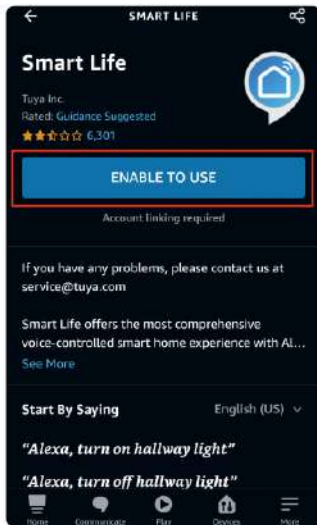 SMART LIFE
Smart Life
Tuya Inc.
Rated: Guidance Suggested
6,301
ENABLE TO USE
Account linking required
If you have any problems, please contact us at
service@tuya.com
Smart Life offers the most comprehensive
voice-controlled smart home experience with Al...
See More
Start By Saying English (US)
"Alexa, turn on hallway light"
"Alexa, turn off hallway light"
Home Communicate Play Devices More